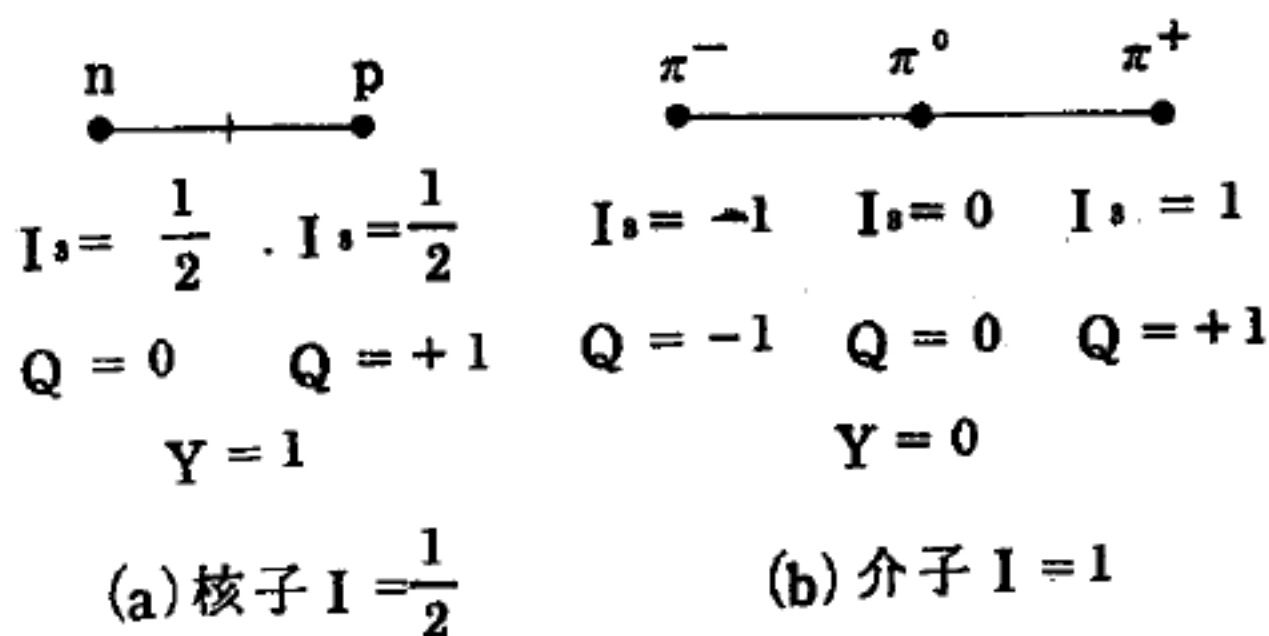 n p π⁻ π⁰ π⁺
I₃= 1/2 . I₃= 1/2 I₃= -1 I₃= 0 I₃. = 1
Q = 0 Q = + 1 Q = -1 Q = 0 Q = +1
Y = 1 Y = 0
(a)核子 I = 1/2 (b)介子 I = 1